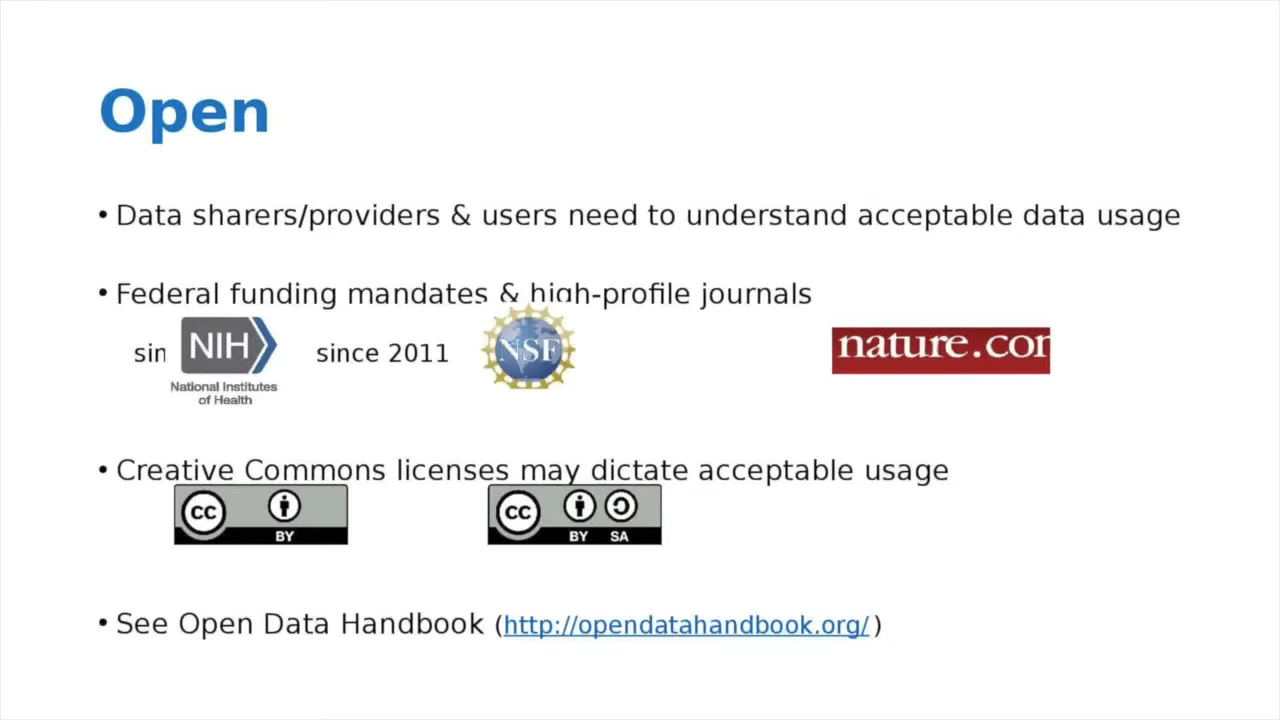 Open
• Data sharers/providers & users need to understand acceptable data usage
• Federal funding mandates & high-profile journals
sin NIH since 2011 NSF nature.com
National Institutes
of Health
• Creative Commons licenses may dictate acceptable usage
cc BY cc BY SA
• See Open Data Handbook (http://opendatahandbook.org/)